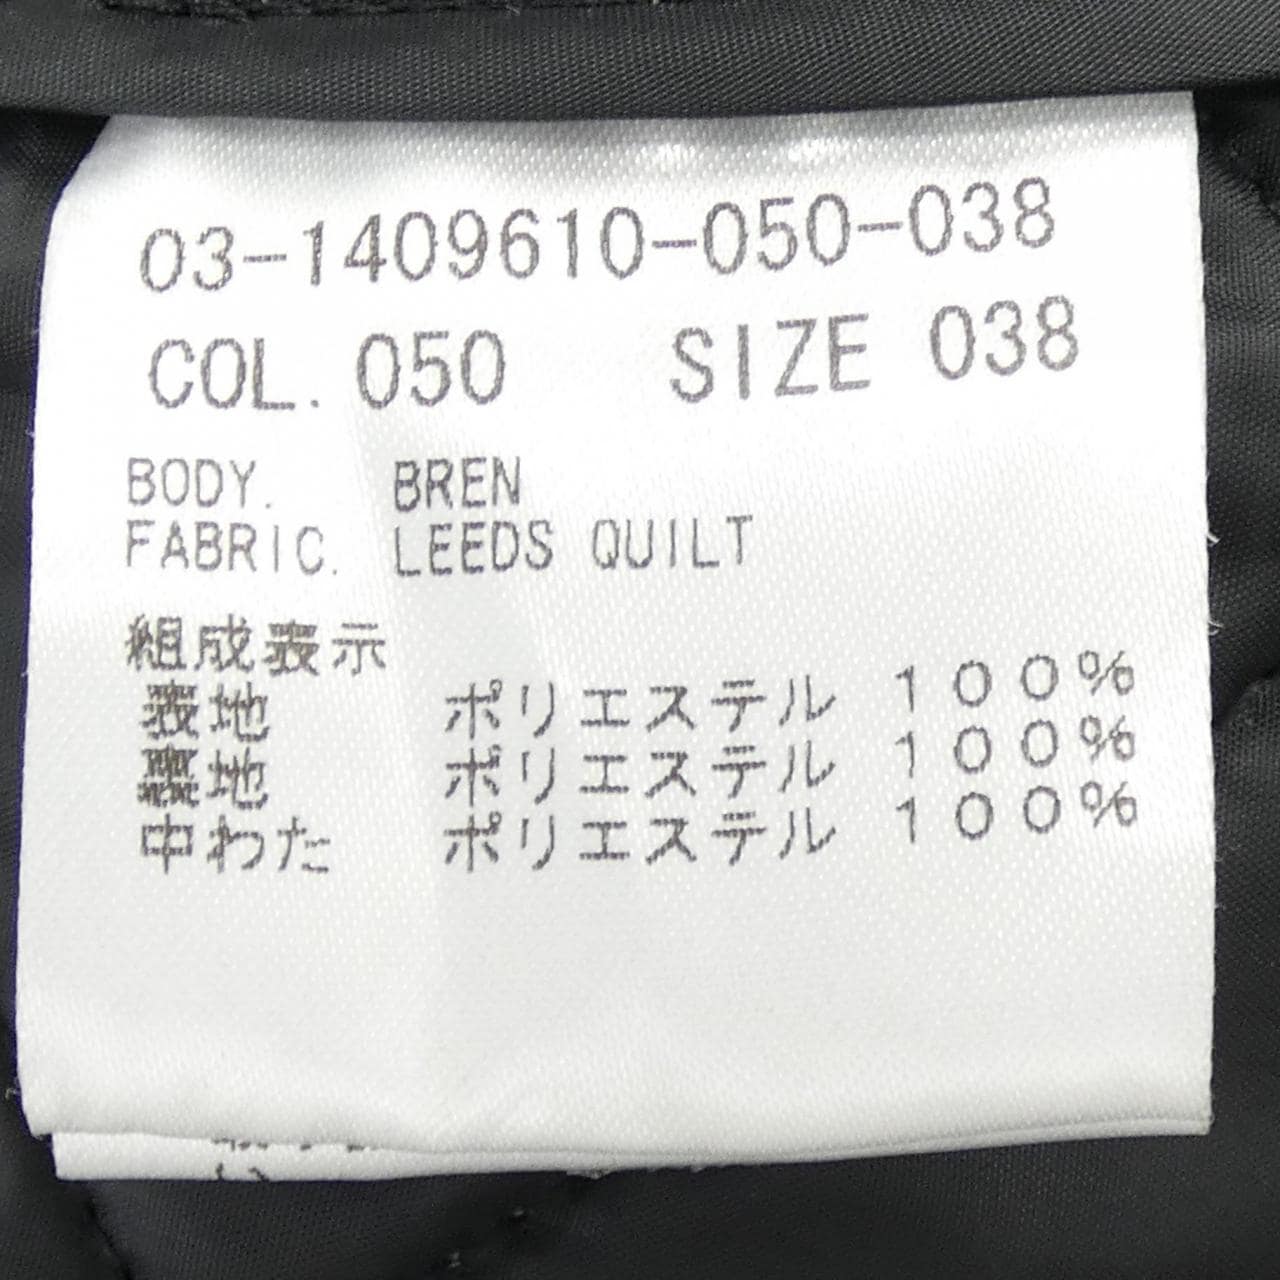 03-1409610-050-038
COL. 050 SIZE 038
BODY. BREN
FABRIC. LEEDS QUILT
組成表示
表地 ポリエステル 100%
裏地 ポリエステル 100%
中わた ポリエステル 100%